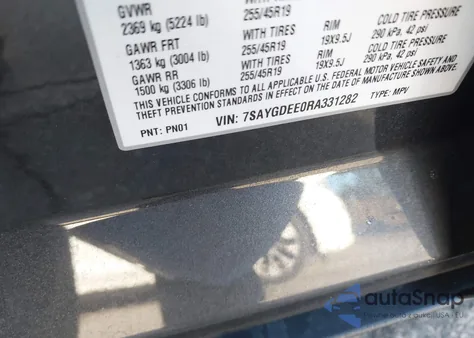 GVWR
2369 kg (5224 lb) 255/45R19 290 kPa, 42 psi
GAWR FRT WITH TIRES RIM COLD TIRE PRESSURE
1363 kg (3004 lb) 255/45R19 19X9.5J 290 kPa, 42 psi
GAWR RR WITH TIRES RIM COLD TIRE PRESSURE
1500 kg (3306 lb) 255/45R19 19X9.5J 290 kPa, 42 psi
THIS VEHICLE CONFORMS TO ALL APPLICABLE U.S. FEDERAL MOTOR VEHICLE SAFETY AND
THEFT PREVENTION STANDARDS IN EFFECT ON THE DATE OF MANUFACTURE SHOWN ABOVE.
PNT: PN01 VIN: 7SAYGDEE0RA331282 TYPE: MPV
autoSnap